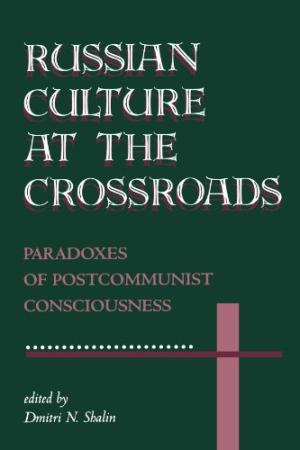 RUSSIAN
CULTURE
AT THE
CROSSROADS
PARADOXES
OF POSTCOMMUNIST
CONSCIOUSNESS
edited by
Dmitri N. Shalin